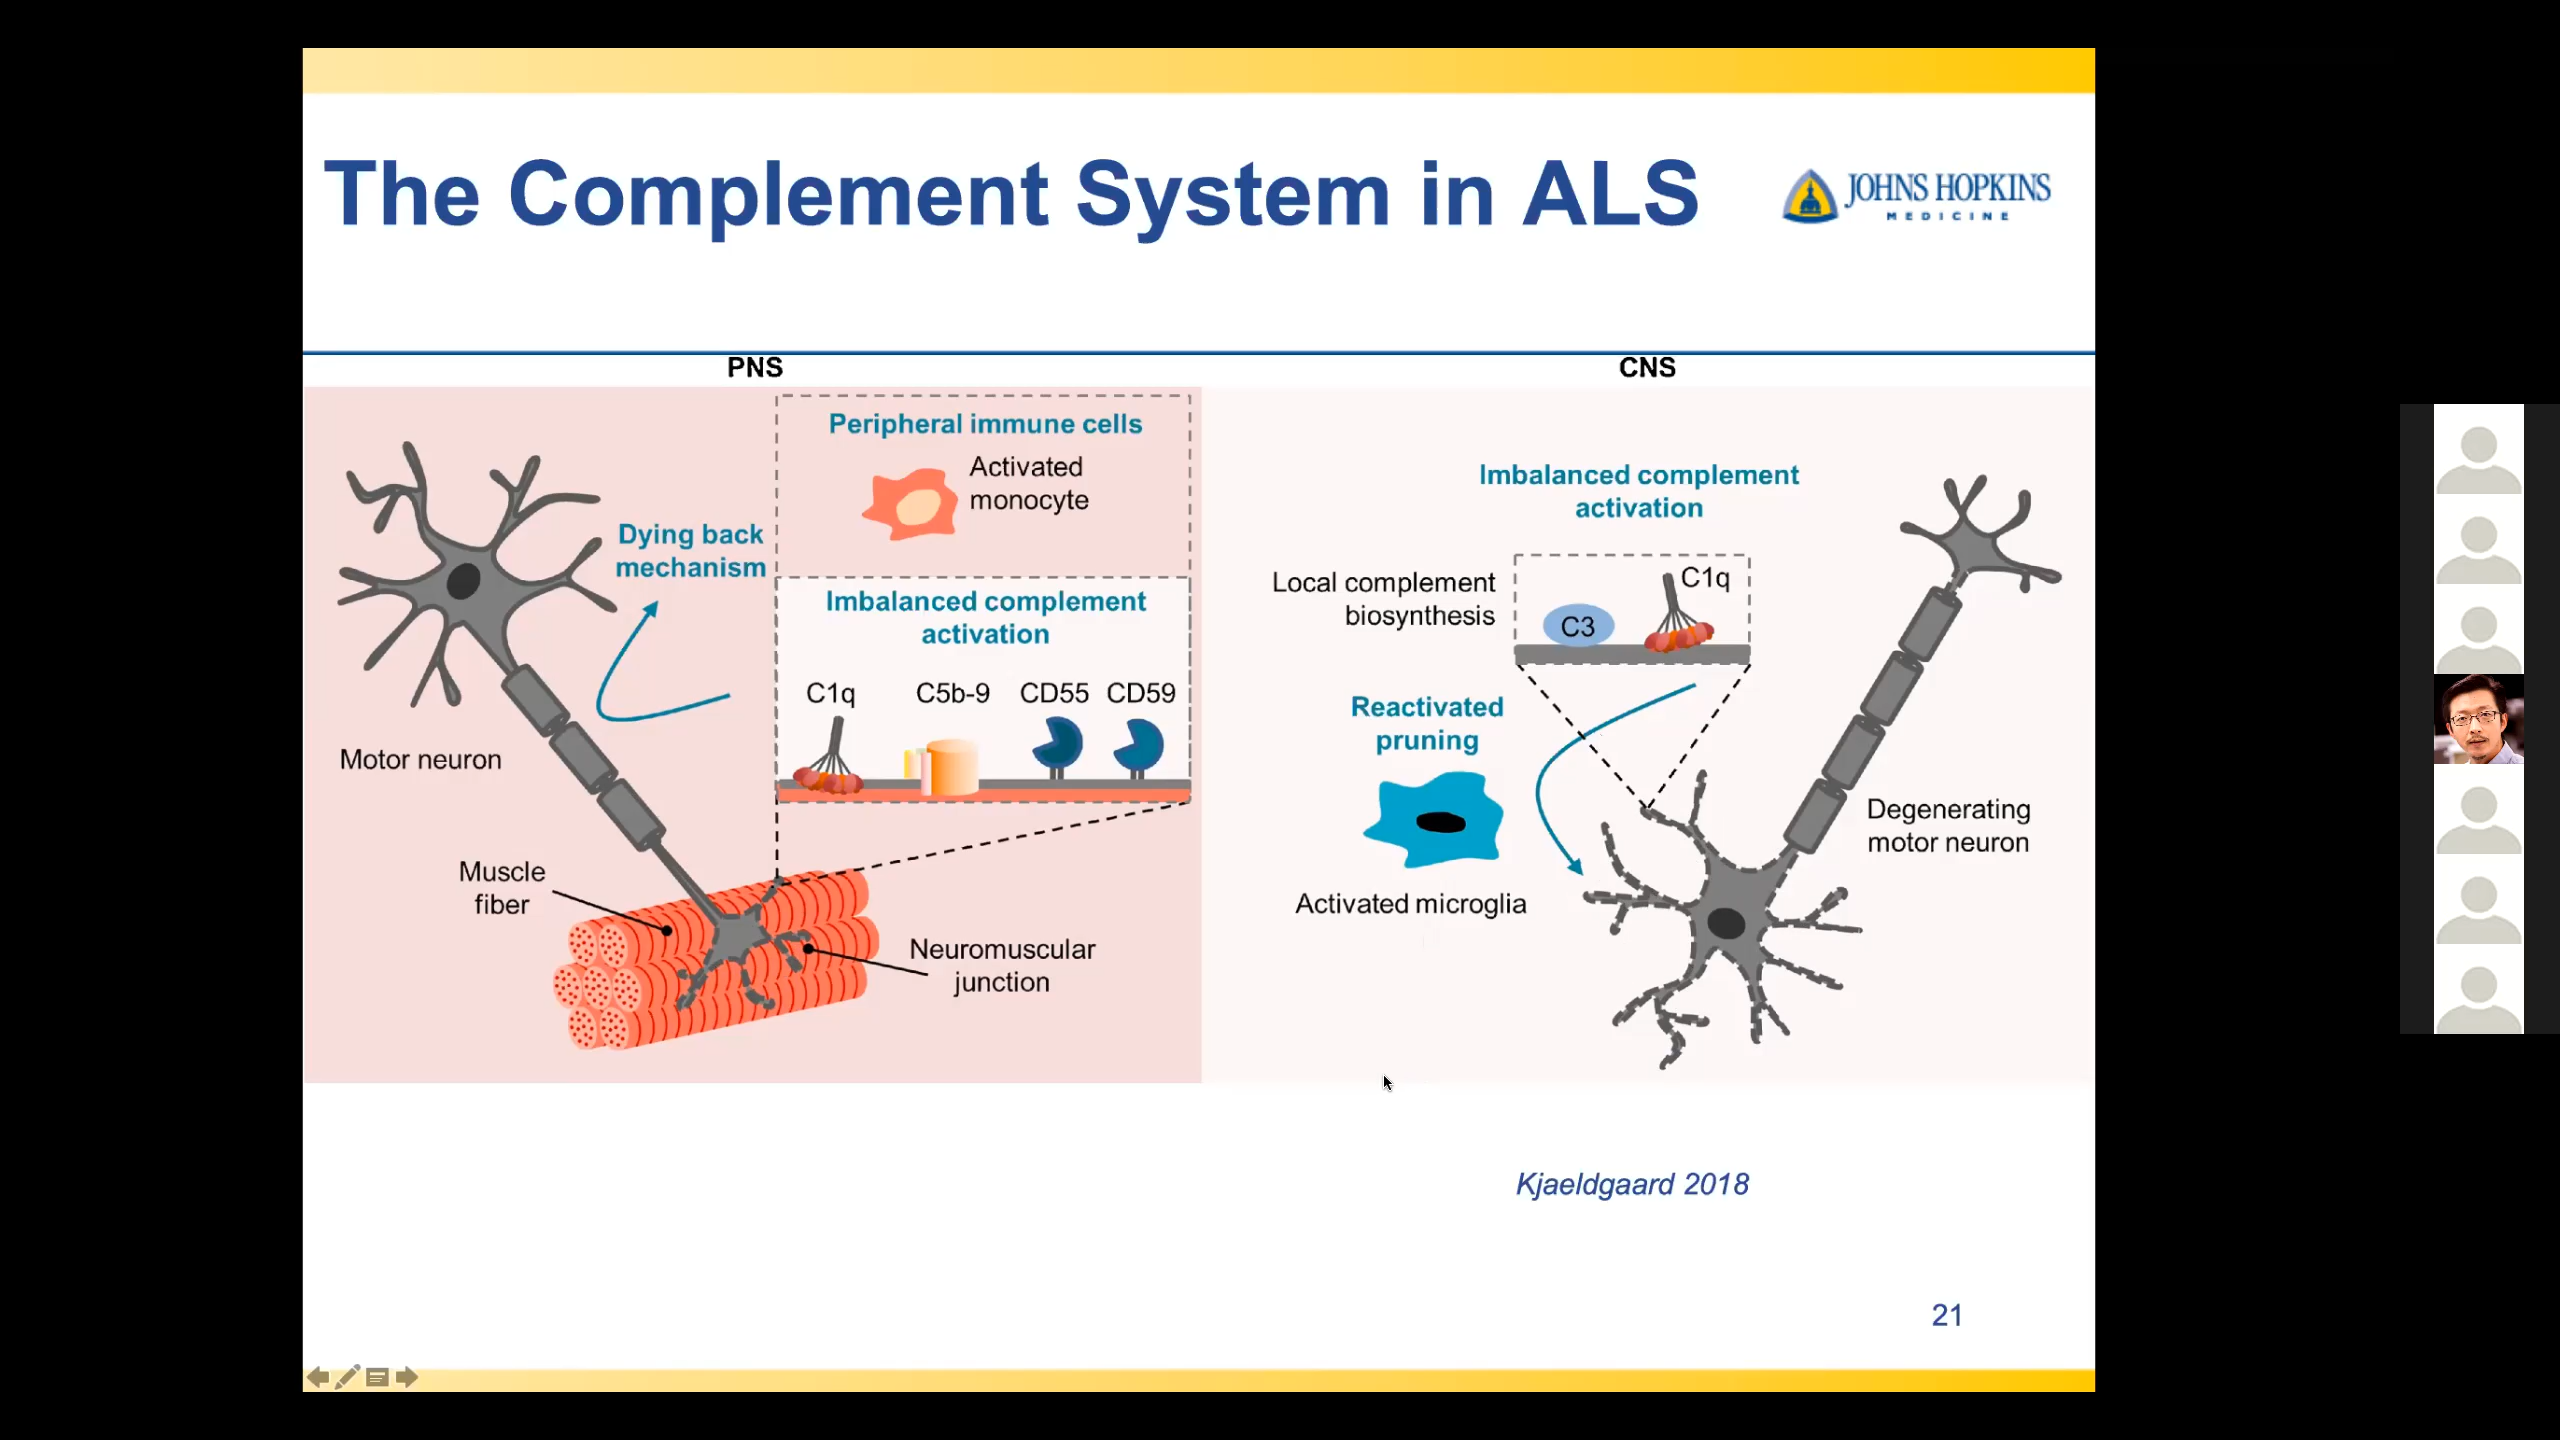 The Complement System in ALS
JOHNS HOPKINS
MEDICINE
PNS
Peripheral immune cells
Activated
monocyte
Dying back
mechanism
Imbalanced complement
activation
C1q
C5b-9
CD55
CD59
Motor neuron
Muscle
fiber
Neuromuscular
junction
CNS
Imbalanced complement
activation
Local complement
biosynthesis
C3
C1q
Reactivated
pruning
Activated microglia
Degenerating
motor neuron
Kjaeldgaard 2018
21